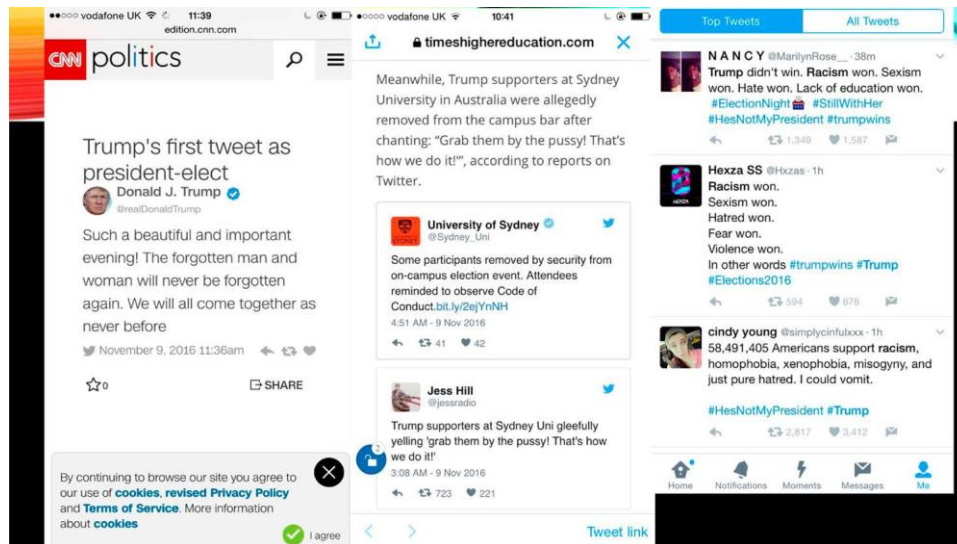 vodafone UK 11:39
edition.cnn.com
CNN politics
Trump's first tweet as
president-elect
Donald J. Trump
@realDonaldTrump
Such a beautiful and important
evening! The forgotten man and
woman will never be forgotten
again. We will all come together as
never before
November 9, 2016 11:36am
0 SHARE
By continuing to browse our site you agree to
our use of cookies, revised Privacy Policy
and Terms of Service. More information
about cookies
I agree
vodafone UK 10:41
timeshighereducation.com
Meanwhile, Trump supporters at Sydney
University in Australia were allegedly
removed from the campus bar after
chanting: “Grab them by the pussy! That's
how we do it!”', according to reports on
Twitter.
SYDNEY
University of Sydney
@Sydney_Uni
Some participants removed by security from
on-campus election event. Attendees
reminded to observe Code of
Conduct.bit.ly/2ejYnNH
4:51 AM - 9 Nov 2016
41 42
Jess Hill
@jessradio
Trump supporters at Sydney Uni gleefully
yelling 'grab them by the pussy! That's how
we do it!'
3:08 AM - 9 Nov 2016
723 221
2
Tweet link
Top Tweets All Tweets
N A N C Y @MarilynRose__ · 38m
Trump didn't win. Racism won. Sexism
won. Hate won. Lack of education won.
#ElectionNight #StillWithHer
#HesNotMyPresident #trumpwins
1,349 1,587
HEXZA
Hexza SS @Hxzas · 1h
Racism won.
Sexism won.
Hatred won.
Fear won.
Violence won.
In other words #trumpwins #Trump
#Elections2016
594 676
cindy young @simplycinfulxxx · 1h
58,491,405 Americans support racism,
homophobia, xenophobia, misogyny, and
just pure hatred. I could vomit.
#HesNotMyPresident #Trump
2,817 3,412
Home Notifications Moments Messages Me